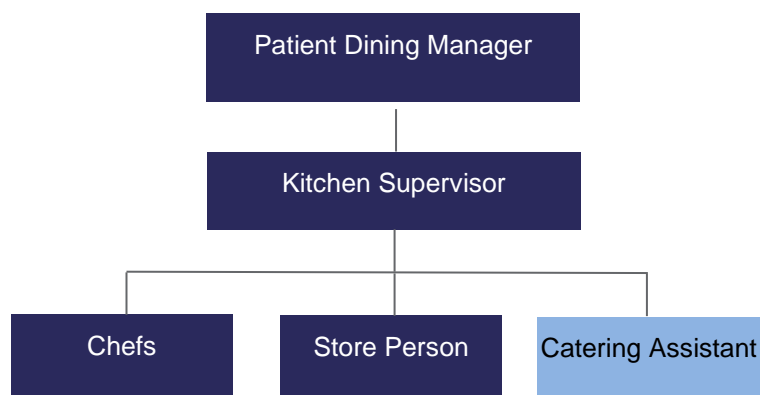 Patient Dining Manager
Kitchen Supervisor
Chefs
Store Person
Catering Assistant